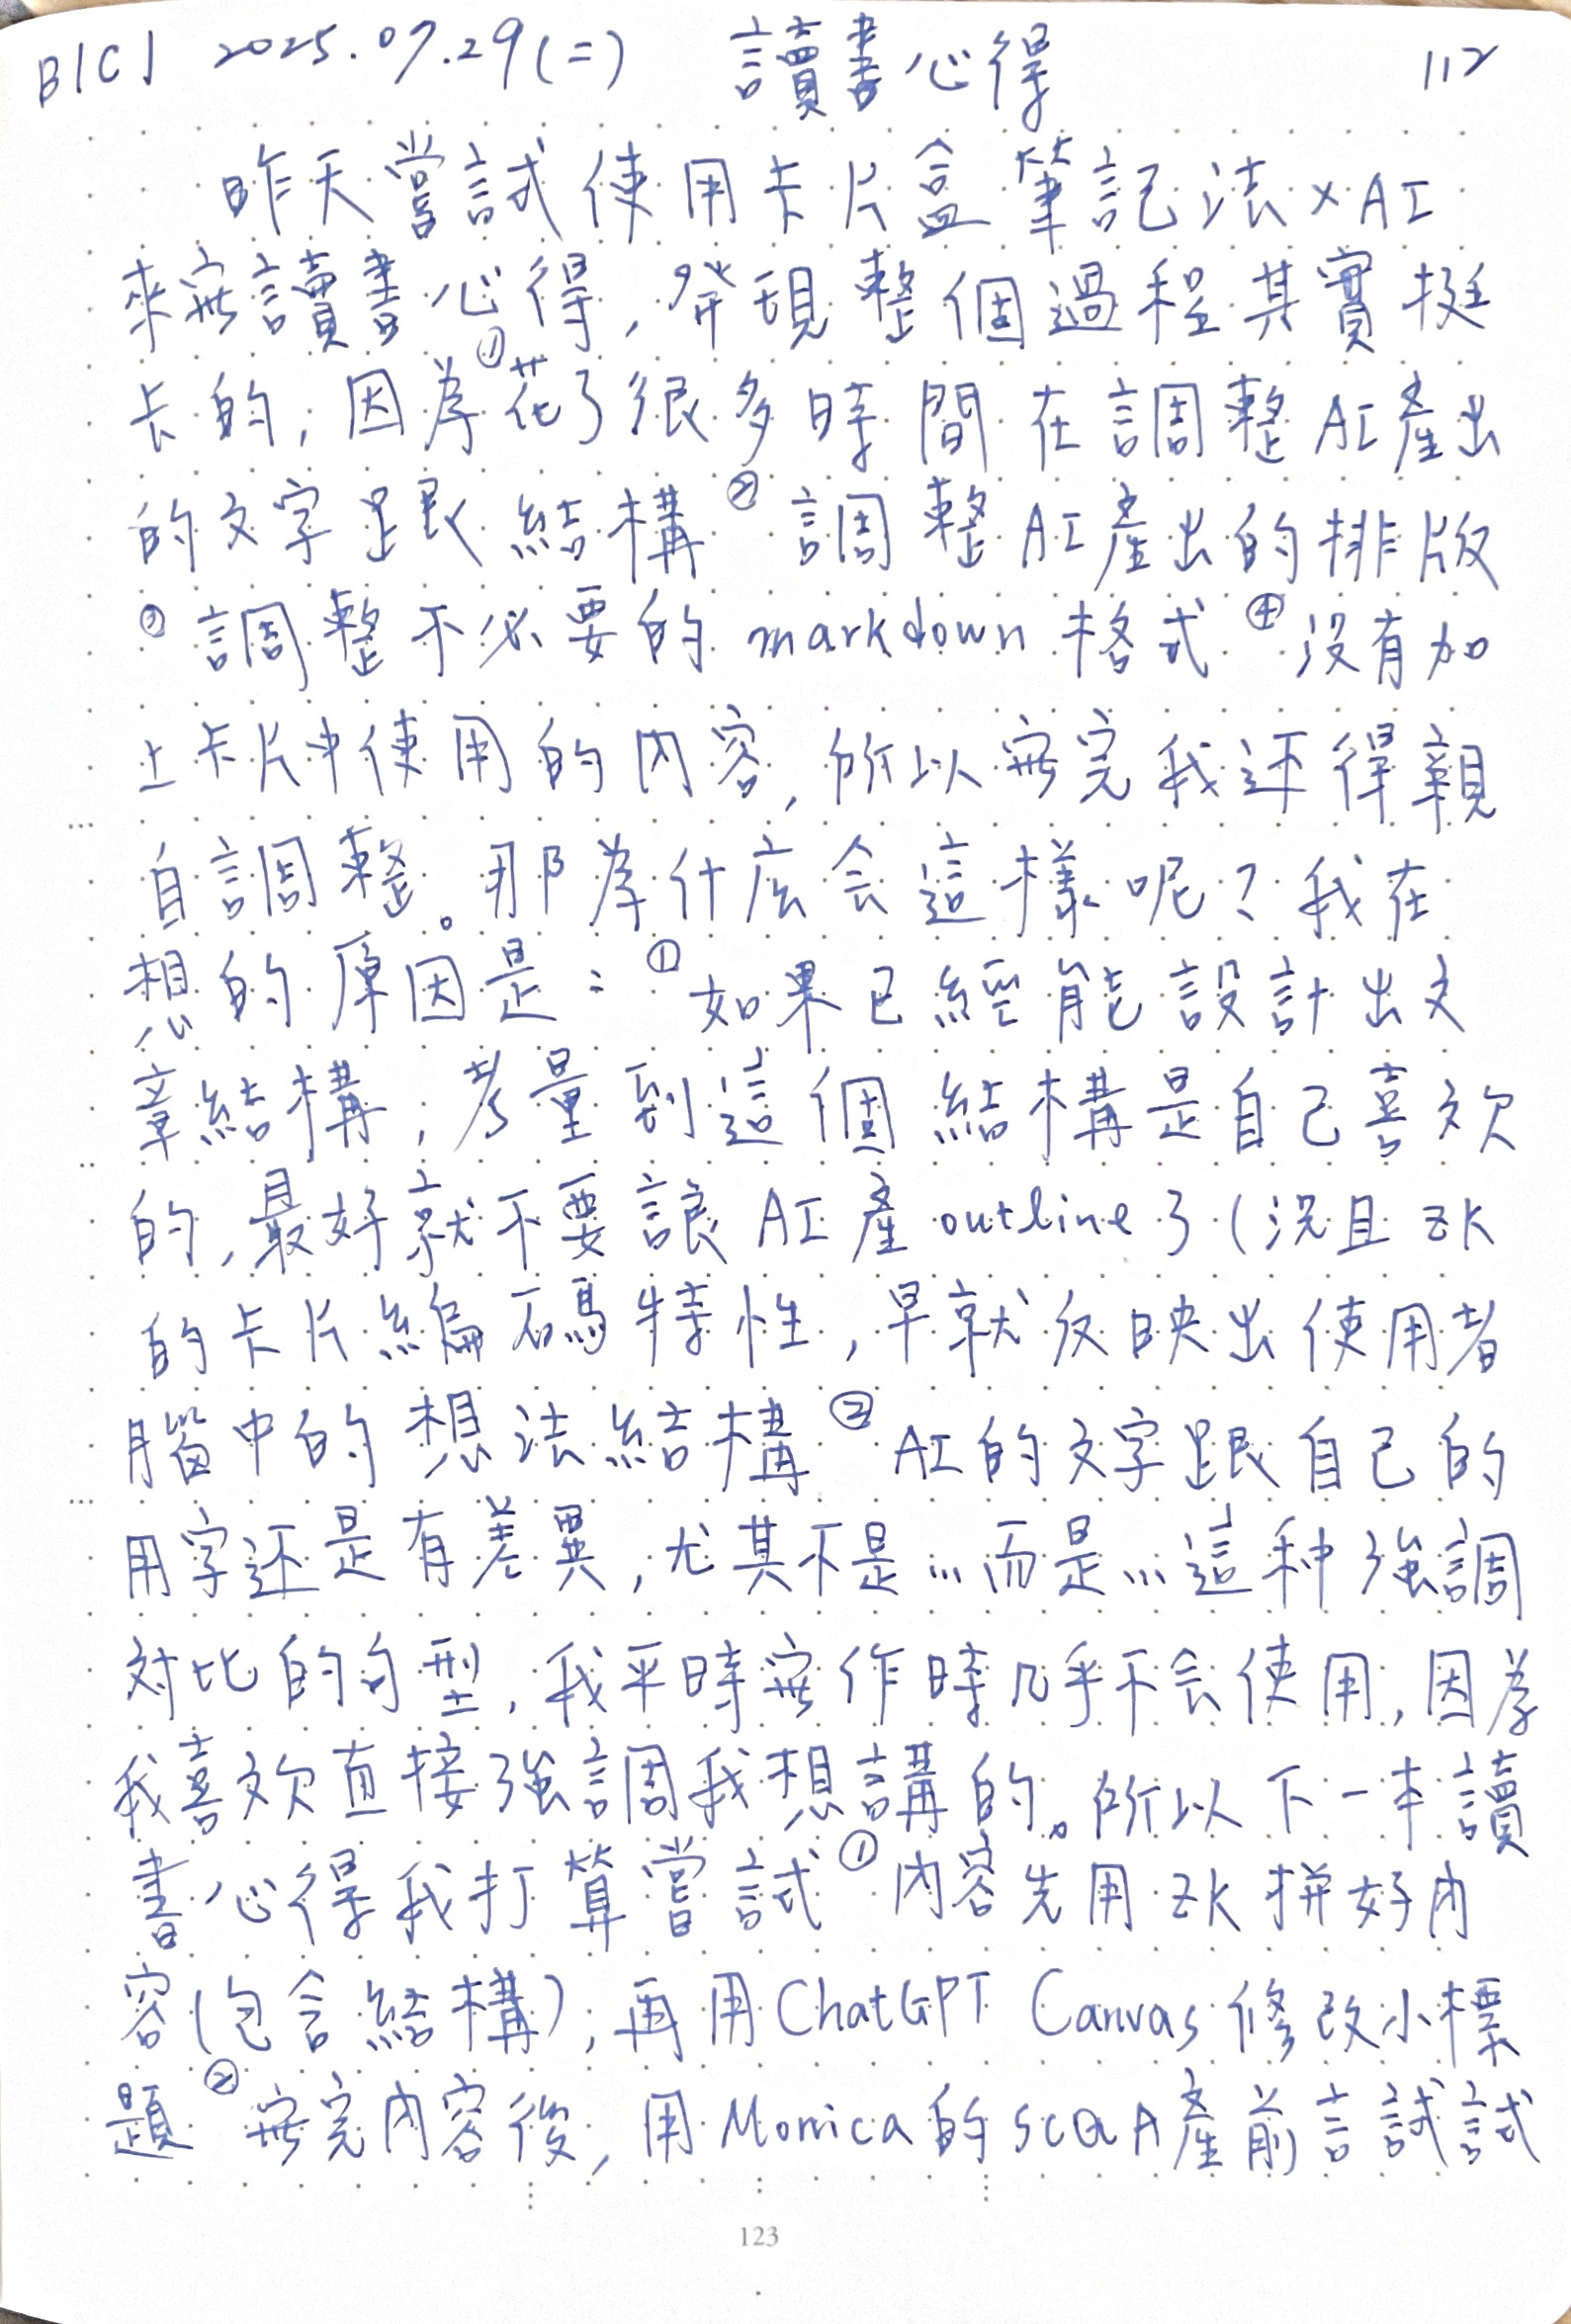 B1C1 2025.07.29(二) 讀書心得 112
昨天嘗試使用卡片盒筆記法×AI
來寫讀書心得,發現整個過程其實挺
卡的,因為①花了很多時間在調整AI產出
的文字跟結構②調整AI產出的排版
③調整不必要的markdown格式④沒有加
上卡片中使用的內容,所以寫完我还得親
自調整。那為什么会這樣呢?我在
想的原因是:①如果已經能設計出文
章結構,考量到這個結構是自己喜欢
的,最好就不要讓AI產outline了(況且ZK
的卡片編碼特性,早就反映出使用者
腦中的想法結構②AI的文字跟自己的
用字还是有差異,尤其不是…而是…這种強調
对比的句型,我平時寫作時几乎不会使用,因為
我喜欢直接強調我想講的。所以下一本讀
書心得我打算嘗試①內容先用ZK拼好內
容(包含結構),再用ChatGPT Canvas修改小標
題②寫完內容後,用Monica的SCQA產前言試試
123